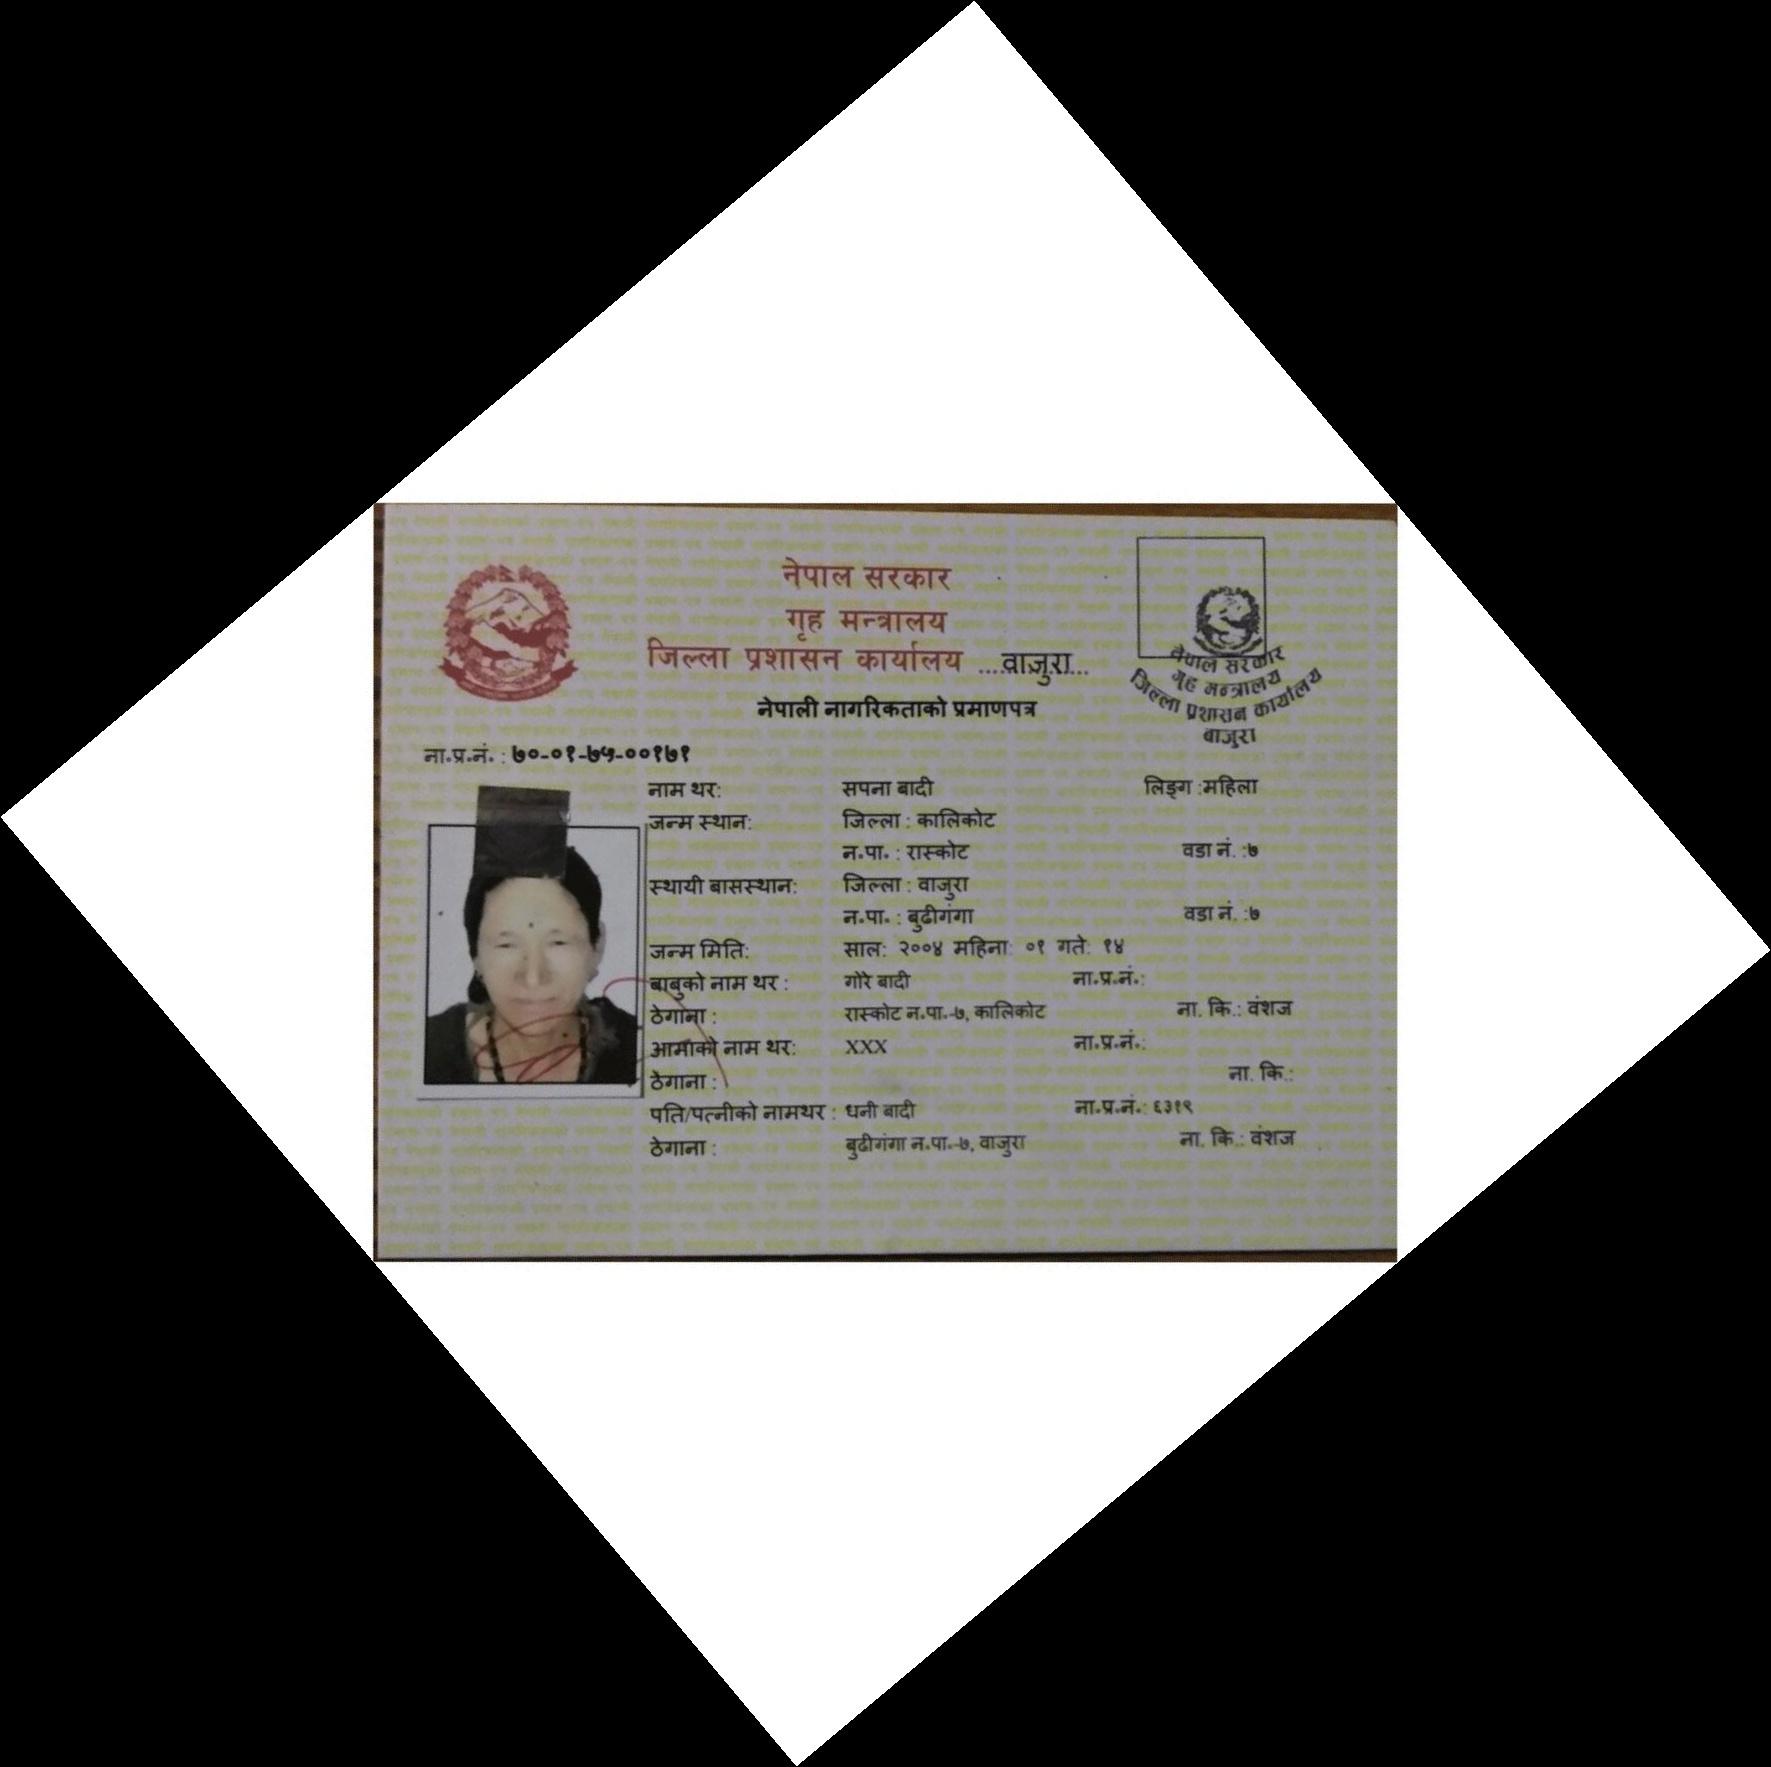 नेपाल सरकार
गृह मन्त्रालय
जिल्ला प्रशासन कार्यालय ....वाजुरा...
नेपाल सरकार
गृह मन्त्रालय
जिल्ला प्रशासन कार्यालय
बाजुरा
नेपाली नागरिकताको प्रमाणपत्र
ना.प्र.नं. : ७०-०१-७५-००१७१
नाम थर: सपना बादी लिङ्ग :महिला
जन्म स्थान: जिल्ला : कालिकोट
न.पा. : रास्कोट वडा नं. :७
स्थायी बासस्थान: जिल्ला : वाजुरा
न.पा. : बुढीगंगा वडा नं. :७
जन्म मिति: साल: २००४ महिना: ०१ गते: १४
बाबुको नाम थर : गोरे बादी ना.प्र.नं.:
ठेगाना : रास्कोट न.पा.-७, कालिकोट ना. कि.: वंशज
आमाको नाम थर: XXX ना.प्र.नं.:
ठेगाना : ना. कि.:
पति/पत्नीको नामथर : धनी बादी ना.प्र.नं.: ६३१९
ठेगाना : बुढीगंगा न.पा.-७, वाजुरा ना. कि.: वंशज